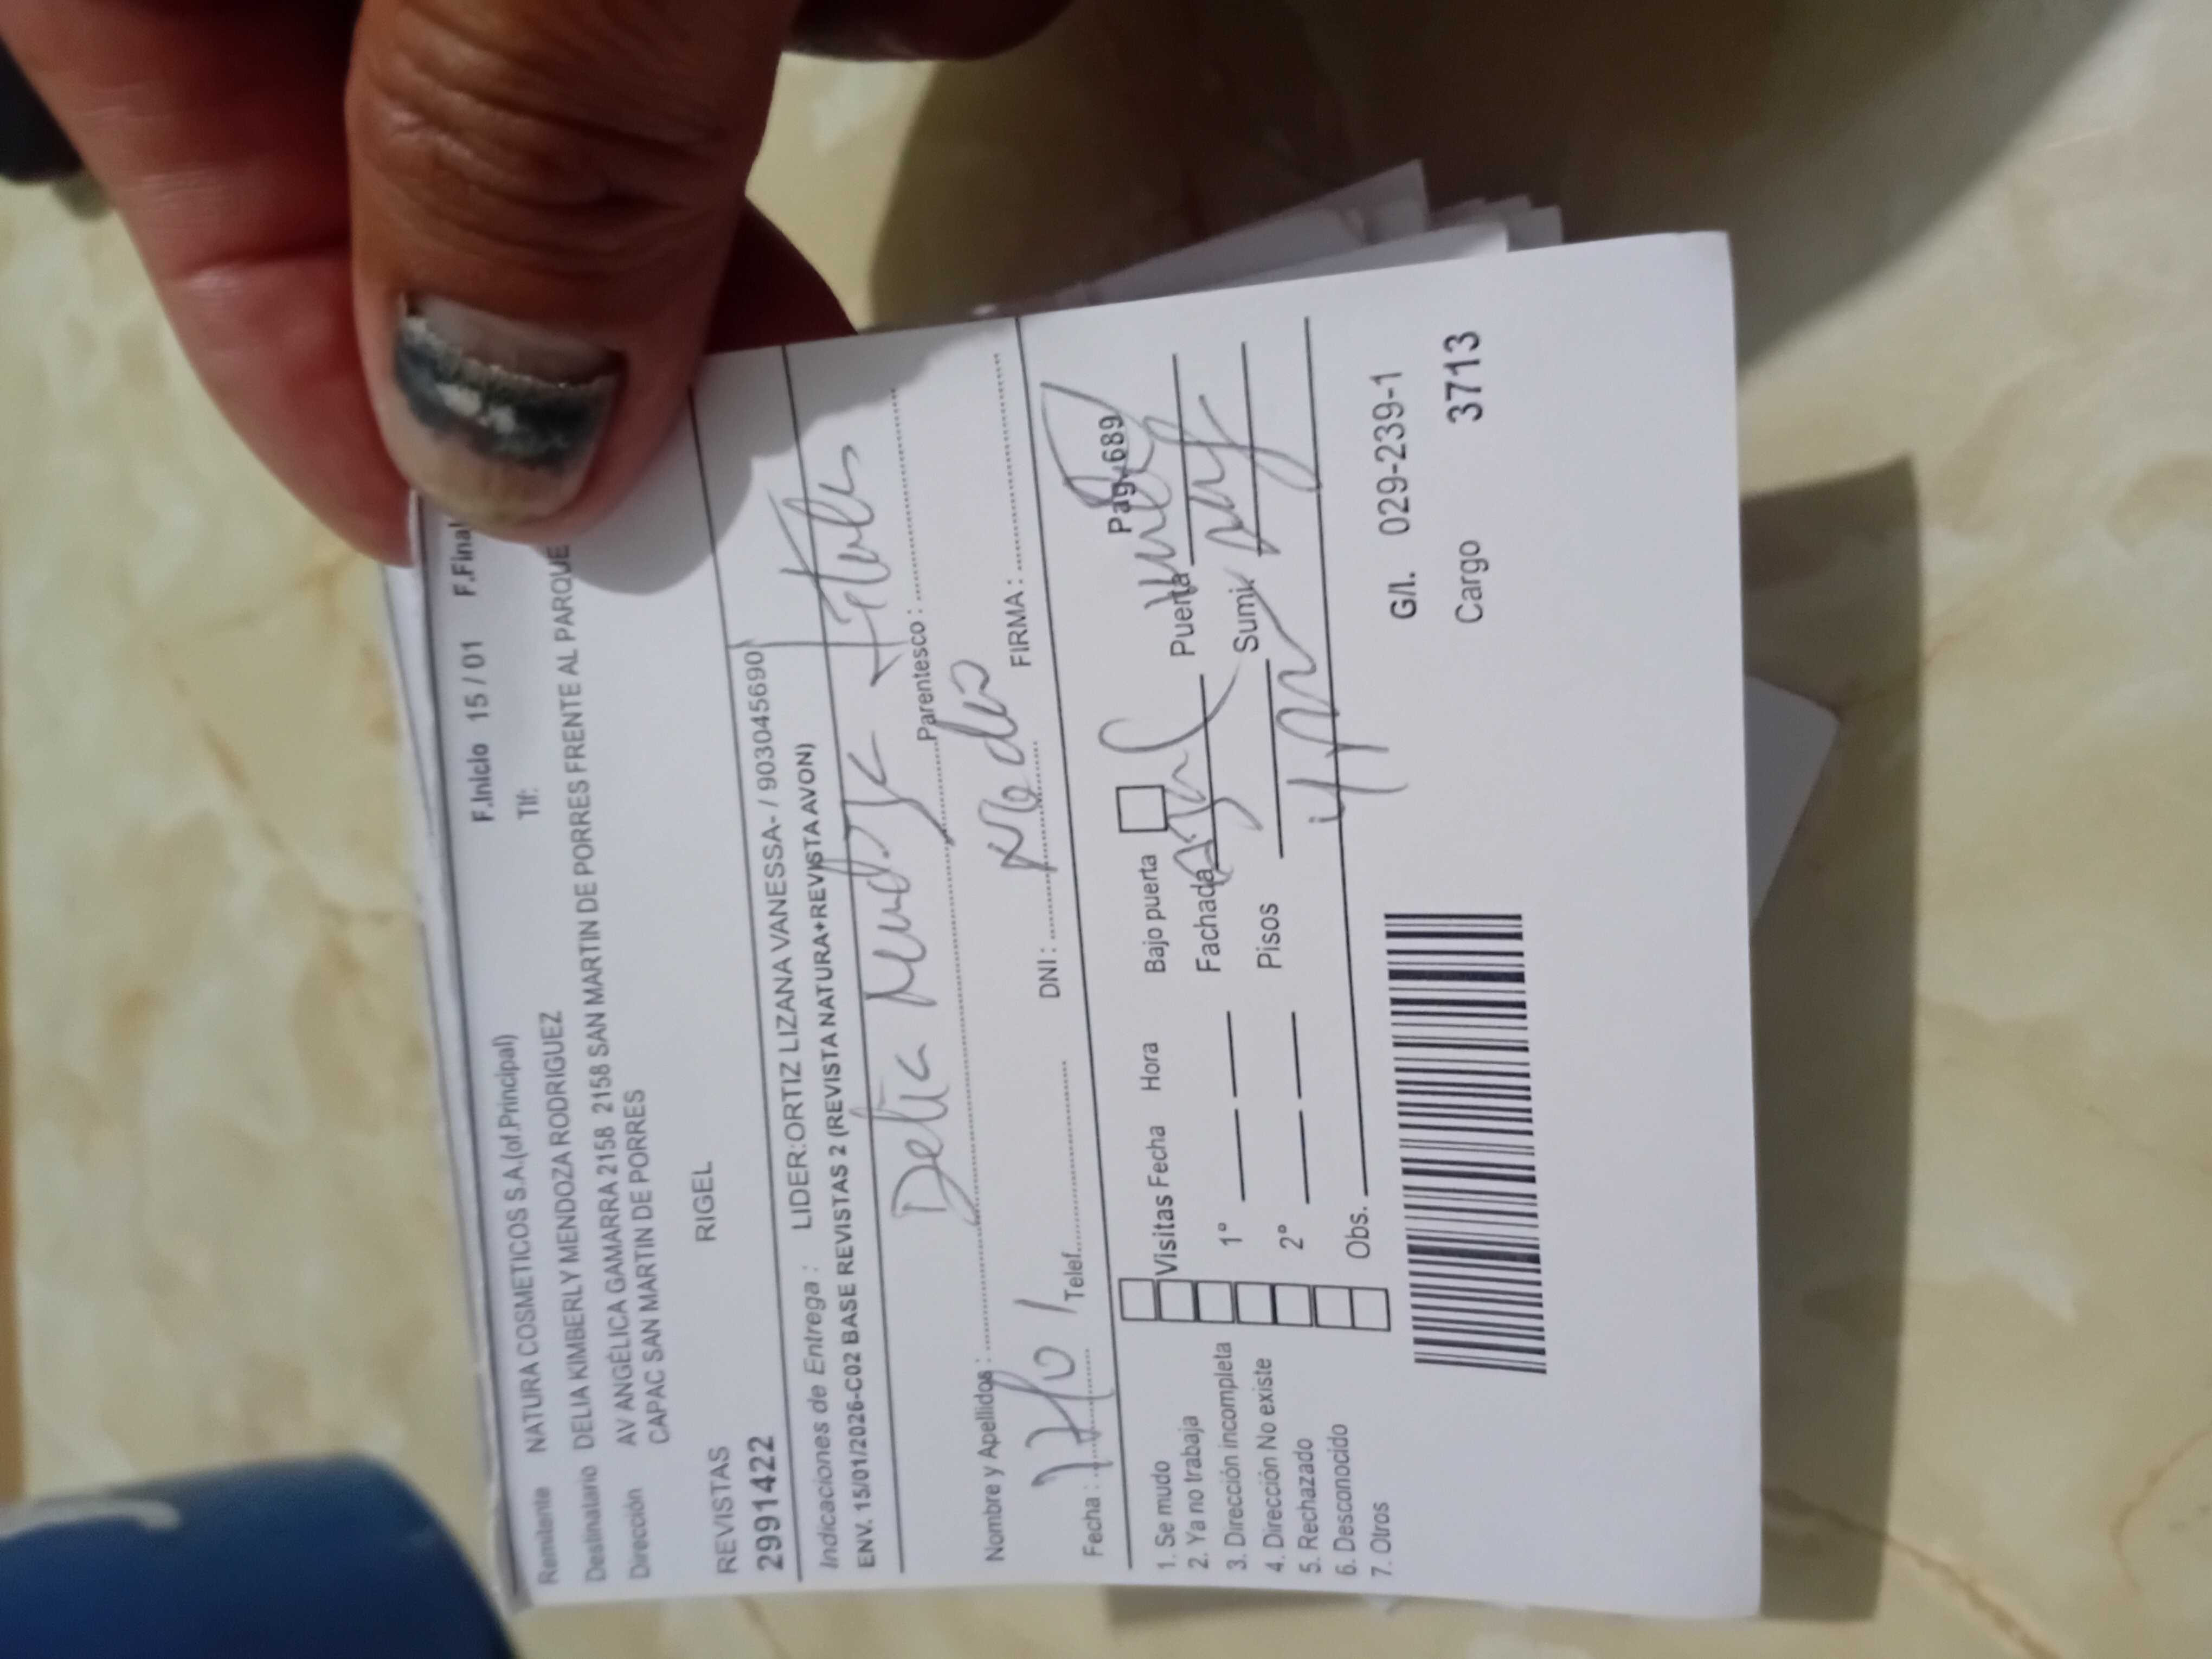 F.Inicio 15 / 01 F.Final
Remitente NATURA COSMETICOS S.A.(of.Principal) Tlf:
Destinatario DELIA KIMBERLY MENDOZA RODRIGUEZ
Dirección AV ANGÉLICA GAMARRA 2158 2158 SAN MARTIN DE PORRES FRENTE AL PARQUE
CAPAC SAN MARTIN DE PORRES
REVISTAS RIGEL
2991422
Indicaciones de Entrega : LIDER:ORTIZ LIZANA VANESSA- / 903045690
ENV. 15/01/2026-C02 BASE REVISTAS 2 (REVISTA NATURA+REVISTA AVON)
Delia
Nombre y Apellidos : Parentesco :
Fecha : 17/01 Telef. DNI : FIRMA :
Pag. 689
1. Se mudo Visitas Fecha Hora Bajo puerta
2. Ya no trabaja 1° Fachada Puerta
3. Dirección incompleta
4. Dirección No existe 2° Pisos Sumi
5. Rechazado
6. Desconocido Obs.
7. Otros
G/l. 029-239-1
Cargo 3713